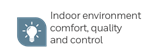 Indoor environment
comfort, quality
and control